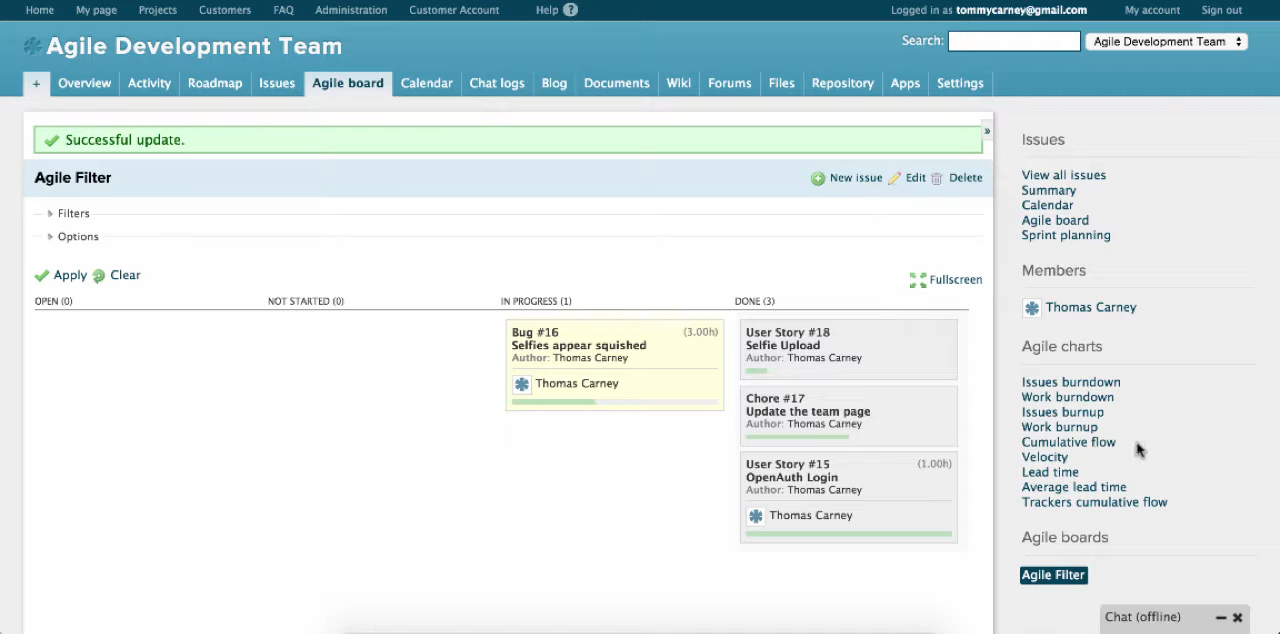 Home My page Projects Customers FAQ Administration Customer Account Help ? Logged in as tommycarney@gmail.com My account Sign out
Agile Development Team
Search: Agile Development Team
+ Overview Activity Roadmap Issues Agile board Calendar Chat logs Blog Documents Wiki Forums Files Repository Apps Settings
Successful update.
»
Agile Filter
New issue Edit Delete
Filters
Options
Apply Clear
Fullscreen
OPEN (0) NOT STARTED (0) IN PROGRESS (1) DONE (3)
Bug #16 (3.00h)
Selfies appear squished
Author: Thomas Carney
Thomas Carney
User Story #18
Selfie Upload
Author: Thomas Carney
Chore #17
Update the team page
Author: Thomas Carney
User Story #15 (1.00h)
OpenAuth Login
Author: Thomas Carney
Thomas Carney
Issues
View all issues
Summary
Calendar
Agile board
Sprint planning
Members
Thomas Carney
Agile charts
Issues burndown
Work burndown
Issues burnup
Work burnup
Cumulative flow
Velocity
Lead time
Average lead time
Trackers cumulative flow
Agile boards
Agile Filter
Chat (offline)